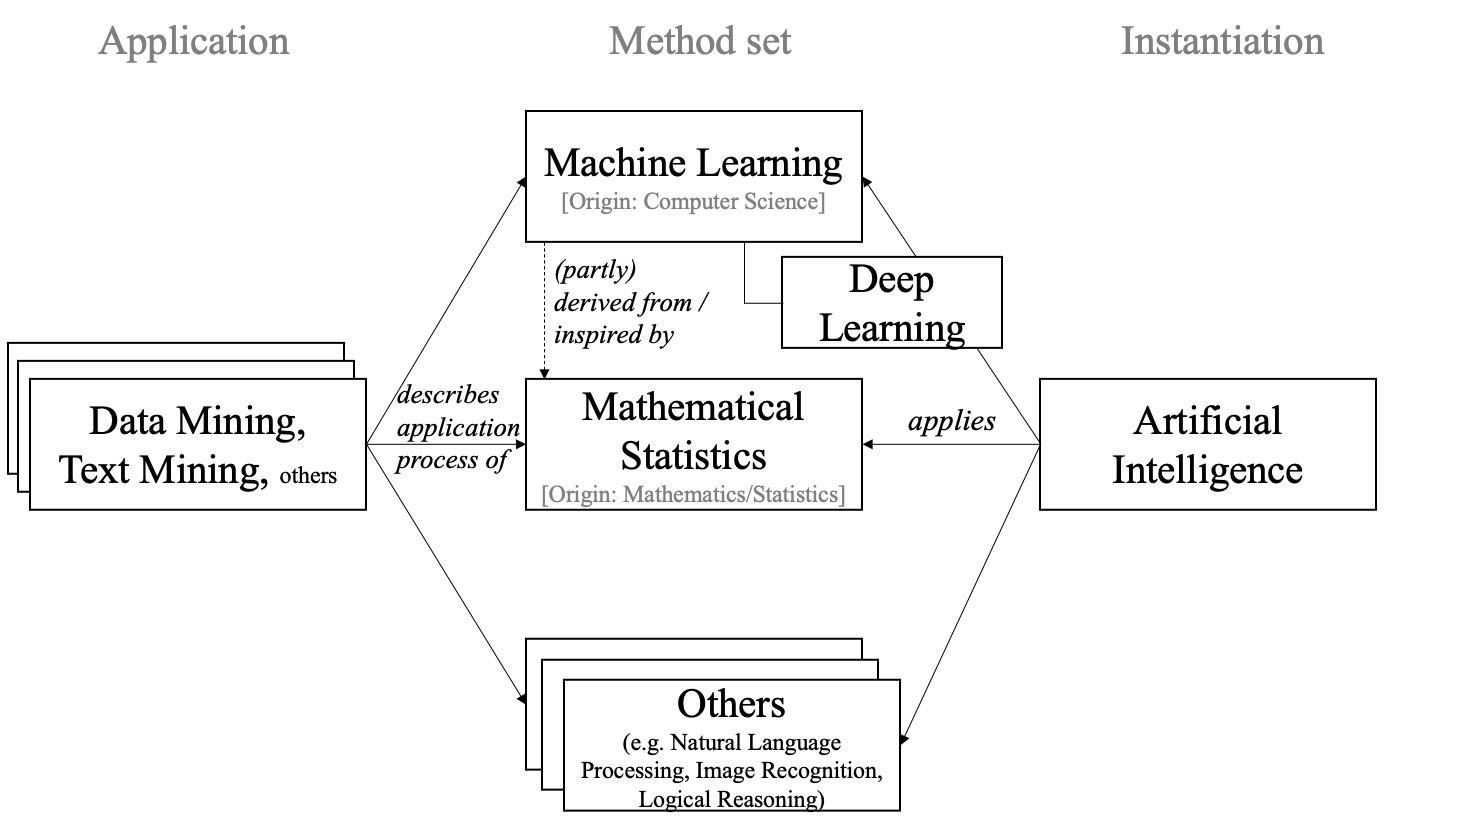 Application
Method set
Instantiation
Machine Learning
[Origin: Computer Science]
(partly)
derived from /
inspired by
Deep
Learning
Data Mining,
Text Mining, others
describes
application
process of
Mathematical
Statistics
[Origin: Mathematics/Statistics]
applies
Artificial
Intelligence
Others
(e.g. Natural Language
Processing, Image Recognition,
Logical Reasoning)